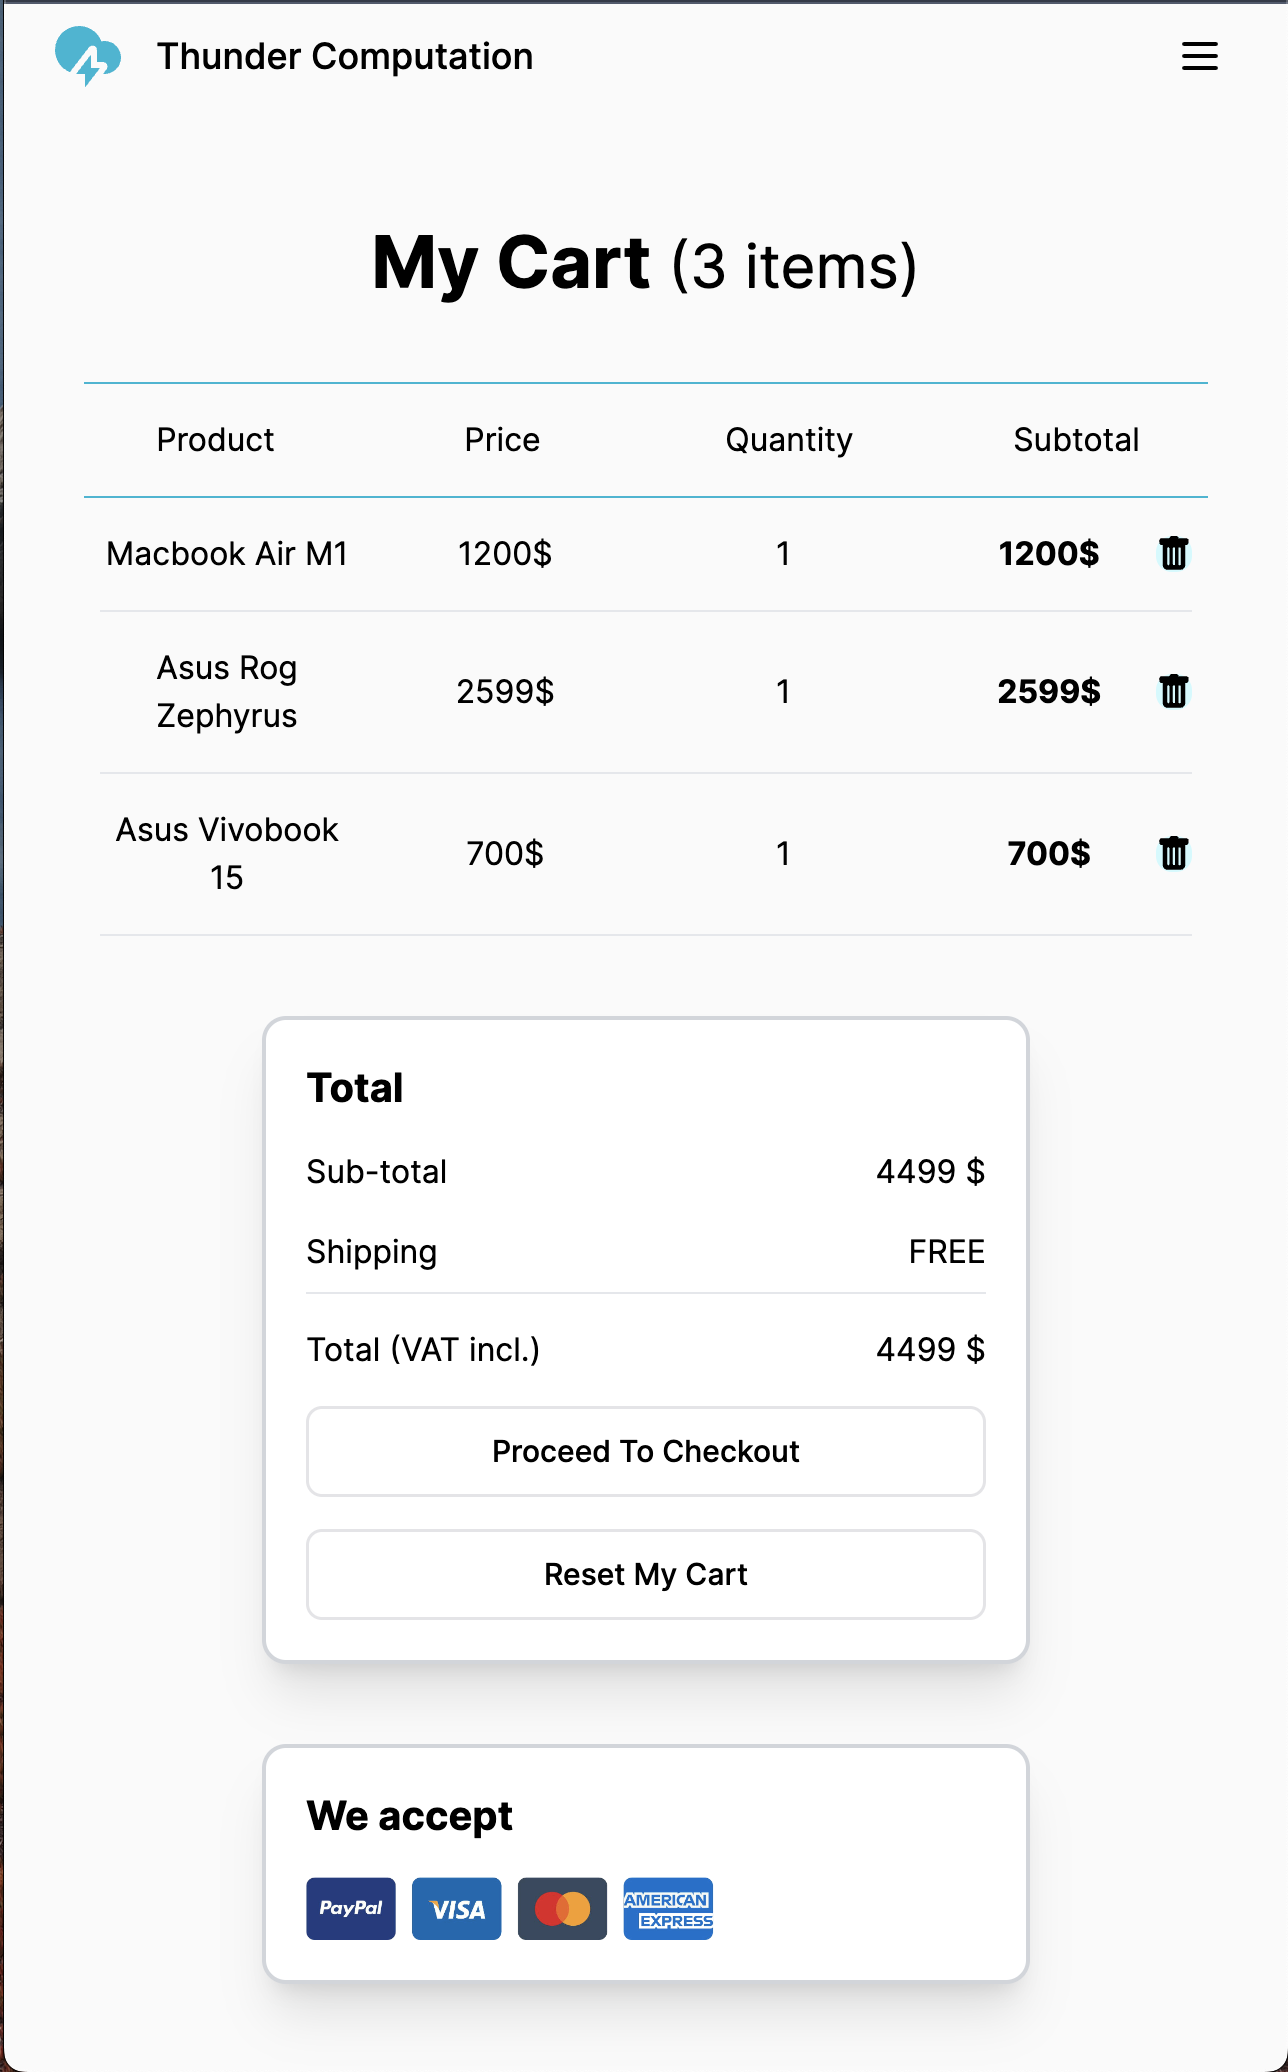 Thunder Computation
My Cart (3 items)
Product Price Quantity Subtotal
Macbook Air M1 1200$ 1 1200$
Asus Rog
Zephyrus 2599$ 1 2599$
Asus Vivobook
15 700$ 1 700$
Total
Sub-total 4499 $
Shipping FREE
Total (VAT incl.) 4499 $
Proceed To Checkout
Reset My Cart
We accept
PayPal VISA AMERICAN
EXPRESS